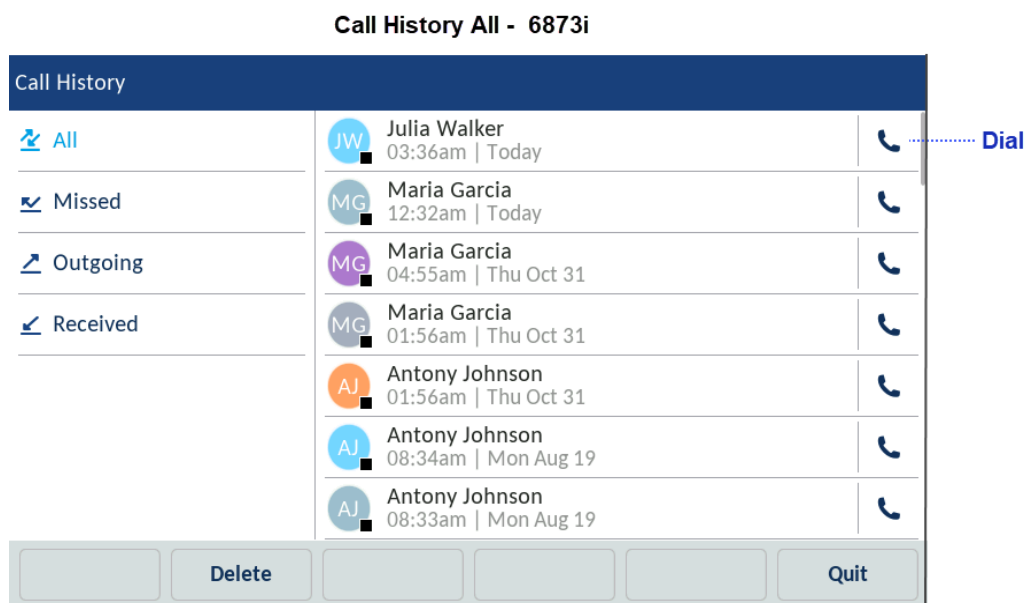 Call History All - 6873i
Call History
All
Missed
Outgoing
Received
JW
Julia Walker
03:36am | Today
Dial
MG
Maria Garcia
12:32am | Today
MG
Maria Garcia
04:55am | Thu Oct 31
MG
Maria Garcia
01:56am | Thu Oct 31
AJ
Antony Johnson
01:56am | Thu Oct 31
AJ
Antony Johnson
08:34am | Mon Aug 19
AJ
Antony Johnson
08:33am | Mon Aug 19
Delete
Quit